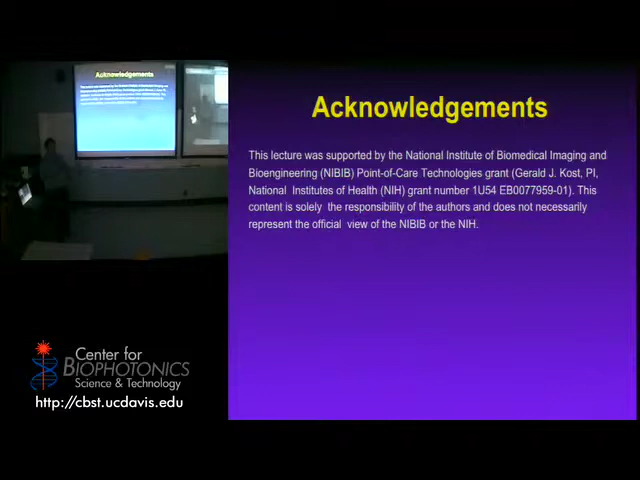 Acknowledgements
This lecture was supported by the National Institute of Biomedical Imaging and
Bioengineering (NIBIB) Point-of-Care Technologies grant (Gerald J. Kost, PI,
National Institutes of Health (NIH) grant number 1U54 EB0077959-01). This
content is solely the responsibility of the authors and does not necessarily
represent the official view of the NIBIB or the NIH.
Acknowledgements
Center for
BIOPHOTONICS
Science & Technology
http://cbst.ucdavis.edu